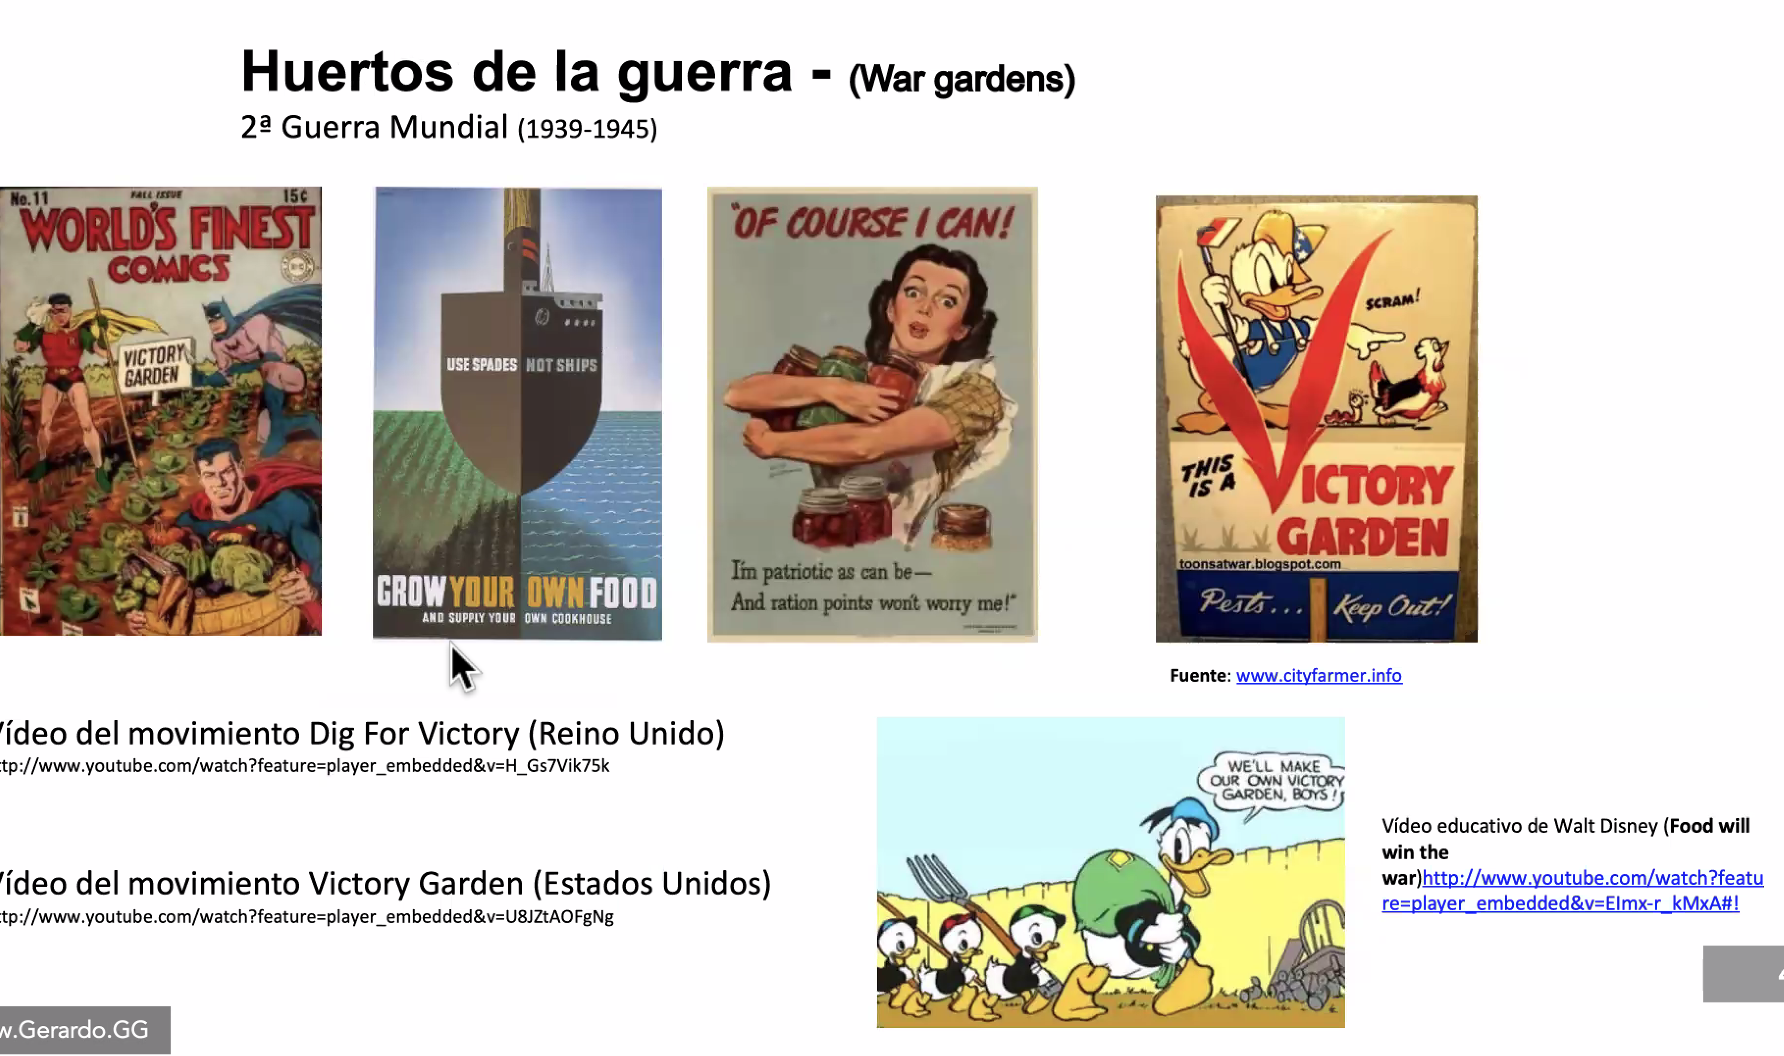 Huertos de la guerra - (War gardens)
2ª Guerra Mundial (1939-1945)
No.11
FALL ISSUE
15¢
WORLD'S FINEST
COMICS
VICTORY
GARDEN
USE SPADES NOT SHIPS
GROW YOUR OWN FOOD
AND SUPPLY YOUR OWN COOKHOUSE
"OF COURSE I CAN!
I'm patriotic as can be—
And ration points won't worry me!"
SCRAM!
THIS
IS A
VICTORY
GARDEN
toonsatwar.blogspot.com
Pests... Keep Out!
Fuente: www.cityfarmer.info
Vídeo del movimiento Dig For Victory (Reino Unido)
ttp://www.youtube.com/watch?feature=player_embedded&v=H_Gs7Vik75k
Vídeo del movimiento Victory Garden (Estados Unidos)
ttp://www.youtube.com/watch?feature=player_embedded&v=U8JZtAOFgNg
WE'LL MAKE
OUR OWN VICTORY
GARDEN, BOYS!
Vídeo educativo de Walt Disney (Food will
win the
war)http://www.youtube.com/watch?featu
re=player_embedded&v=EImx-r_kMxA#!
w.Gerardo.GG